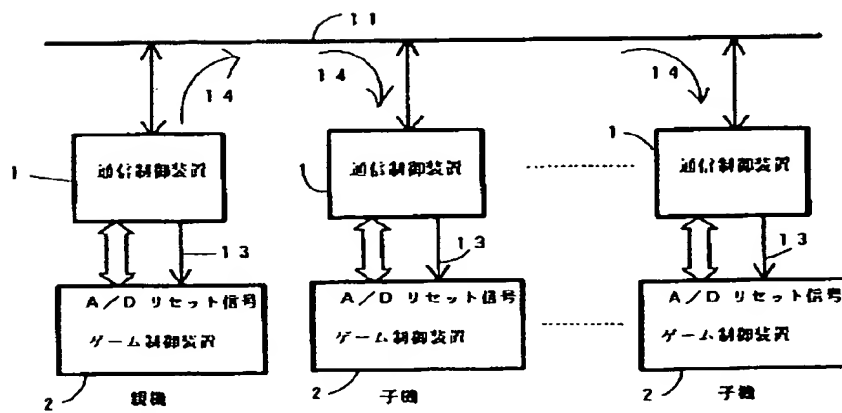 11
14 14 14
1 通信制御装置 1 通信制御装置 1 通信制御装置
13 13 13
A/D リセット信号 A/D リセット信号 A/D リセット信号
ゲーム制御装置 ゲーム制御装置 ゲーム制御装置
2 親機 2 子機 2 子機